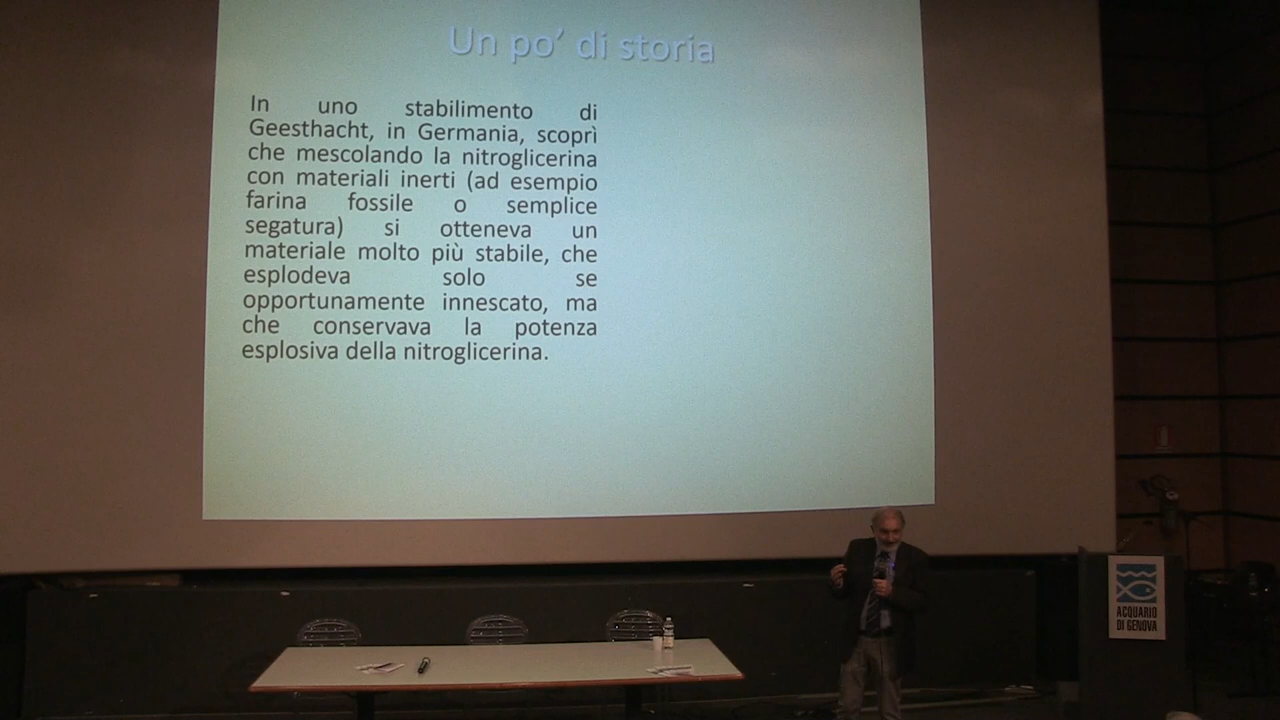 Un po’ di storia
In uno stabilimento di
Geesthacht, in Germania, scoprì
che mescolando la nitroglicerina
con materiali inerti (ad esempio
farina fossile o semplice
segatura) si otteneva un
materiale molto più stabile, che
esplodeva solo se
opportunamente innescato, ma
che conservava la potenza
esplosiva della nitroglicerina.
ACQUARIO
DI GENOVA